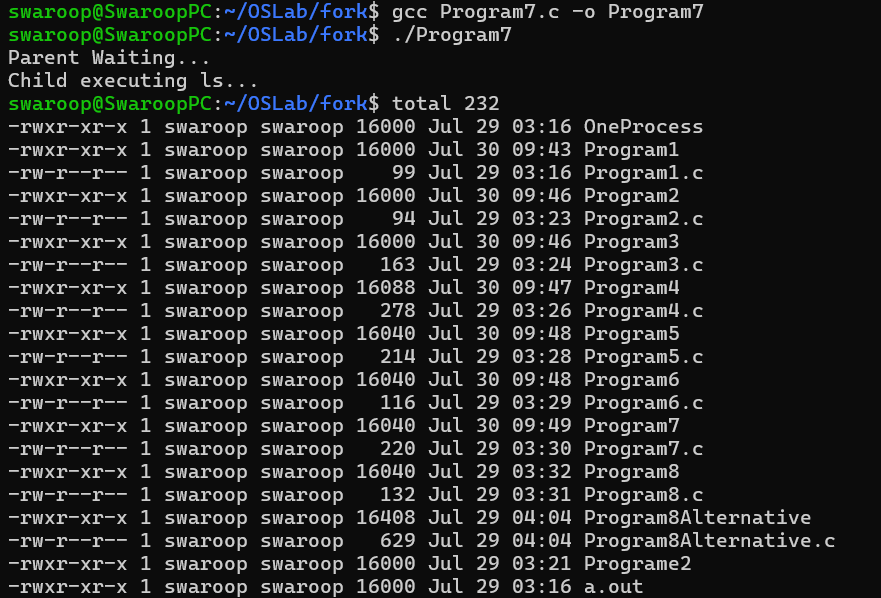 swaroop@SwaroopPC:~/OSLab/fork$ gcc Program7.c -o Program7
swaroop@SwaroopPC:~/OSLab/fork$ ./Program7
Parent Waiting...
Child executing ls...
swaroop@SwaroopPC:~/OSLab/fork$ total 232
-rwxr-xr-x 1 swaroop swaroop 16000 Jul 29 03:16 OneProcess
-rwxr-xr-x 1 swaroop swaroop 16000 Jul 30 09:43 Program1
-rw-r--r-- 1 swaroop swaroop    99 Jul 29 03:16 Program1.c
-rwxr-xr-x 1 swaroop swaroop 16000 Jul 30 09:46 Program2
-rw-r--r-- 1 swaroop swaroop    94 Jul 29 03:23 Program2.c
-rwxr-xr-x 1 swaroop swaroop 16000 Jul 30 09:46 Program3
-rw-r--r-- 1 swaroop swaroop   163 Jul 29 03:24 Program3.c
-rwxr-xr-x 1 swaroop swaroop 16088 Jul 30 09:47 Program4
-rw-r--r-- 1 swaroop swaroop   278 Jul 29 03:26 Program4.c
-rwxr-xr-x 1 swaroop swaroop 16040 Jul 30 09:48 Program5
-rw-r--r-- 1 swaroop swaroop   214 Jul 29 03:28 Program5.c
-rwxr-xr-x 1 swaroop swaroop 16040 Jul 30 09:48 Program6
-rw-r--r-- 1 swaroop swaroop   116 Jul 29 03:29 Program6.c
-rwxr-xr-x 1 swaroop swaroop 16040 Jul 30 09:49 Program7
-rw-r--r-- 1 swaroop swaroop   220 Jul 29 03:30 Program7.c
-rwxr-xr-x 1 swaroop swaroop 16040 Jul 29 03:32 Program8
-rw-r--r-- 1 swaroop swaroop   132 Jul 29 03:31 Program8.c
-rwxr-xr-x 1 swaroop swaroop 16408 Jul 29 04:04 Program8Alternative
-rw-r--r-- 1 swaroop swaroop   629 Jul 29 04:04 Program8Alternative.c
-rwxr-xr-x 1 swaroop swaroop 16000 Jul 29 03:21 Programe2
-rwxr-xr-x 1 swaroop swaroop 16000 Jul 29 03:16 a.out